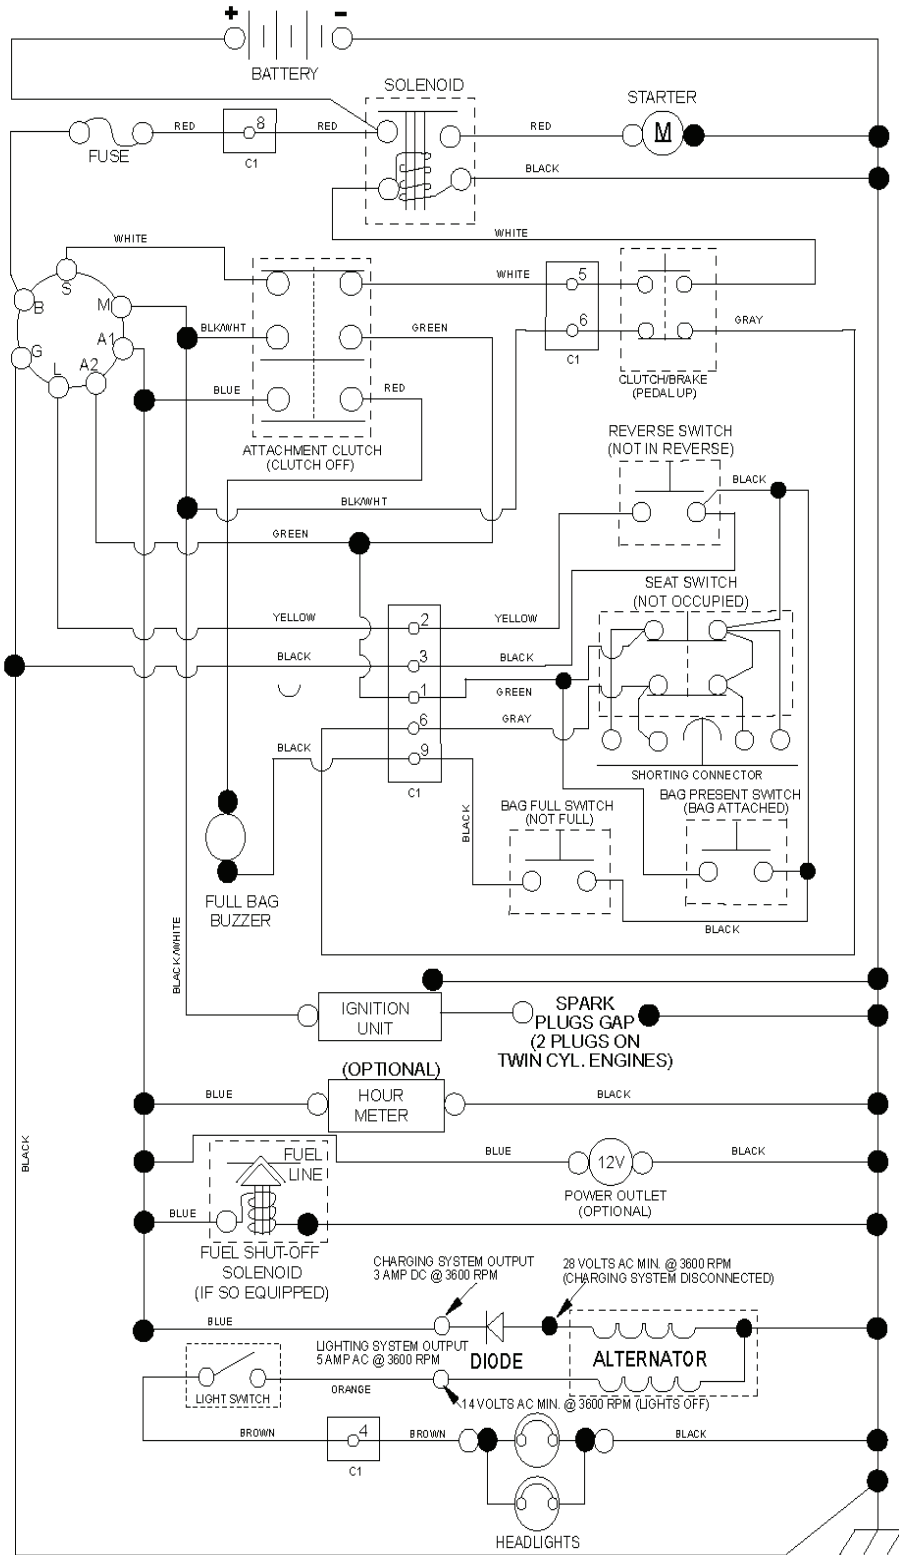 + -
BATTERY
SOLENOID
STARTER
8
RED
RED
RED
M
FUSE
C1
BLACK
WHITE
WHITE
S
B
M
WHITE
5
A1
BLK/WHT
GREEN
6
GRAY
G
L
A2
C1
CLUTCH/BRAKE
(PEDAL UP)
BLUE
RED
ATTACHMENT CLUTCH
(CLUTCH OFF)
REVERSE SWITCH
(NOT IN REVERSE)
BLACK
BLK/WHT
GREEN
SEAT SWITCH
(NOT OCCUPIED)
YELLOW
2
YELLOW
BLACK
3
BLACK
1
GREEN
6
GRAY
BLACK
9
C1
SHORTING CONNECTOR
BAG PRESENT SWITCH
(BAG ATTACHED)
BAG FULL SWITCH
(NOT FULL)
BLACK
FULL BAG
BUZZER
BLACK
BLACK/WHITE
IGNITION
UNIT
SPARK
PLUGS GAP
(2 PLUGS ON
TWIN CYL. ENGINES)
(OPTIONAL)
BLUE
HOUR
METER
BLACK
BLACK
FUEL
LINE
BLUE
12V
BLACK
POWER OUTLET
(OPTIONAL)
BLUE
FUEL SHUT-OFF
SOLENOID
(IF SO EQUIPPED)
CHARGING SYSTEM OUTPUT
3 AMP DC @ 3600 RPM
28 VOLTS AC MIN. @ 3600 RPM
(CHARGING SYSTEM DISCONNECTED)
BLUE
LIGHTING SYSTEM OUTPUT
5 AMP AC @ 3600 RPM
DIODE
ALTERNATOR
LIGHT SWITCH
ORANGE
14 VOLTS AC MIN. @ 3600 RPM (LIGHTS OFF)
BROWN
4
BROWN
BLACK
C1
HEADLIGHTS